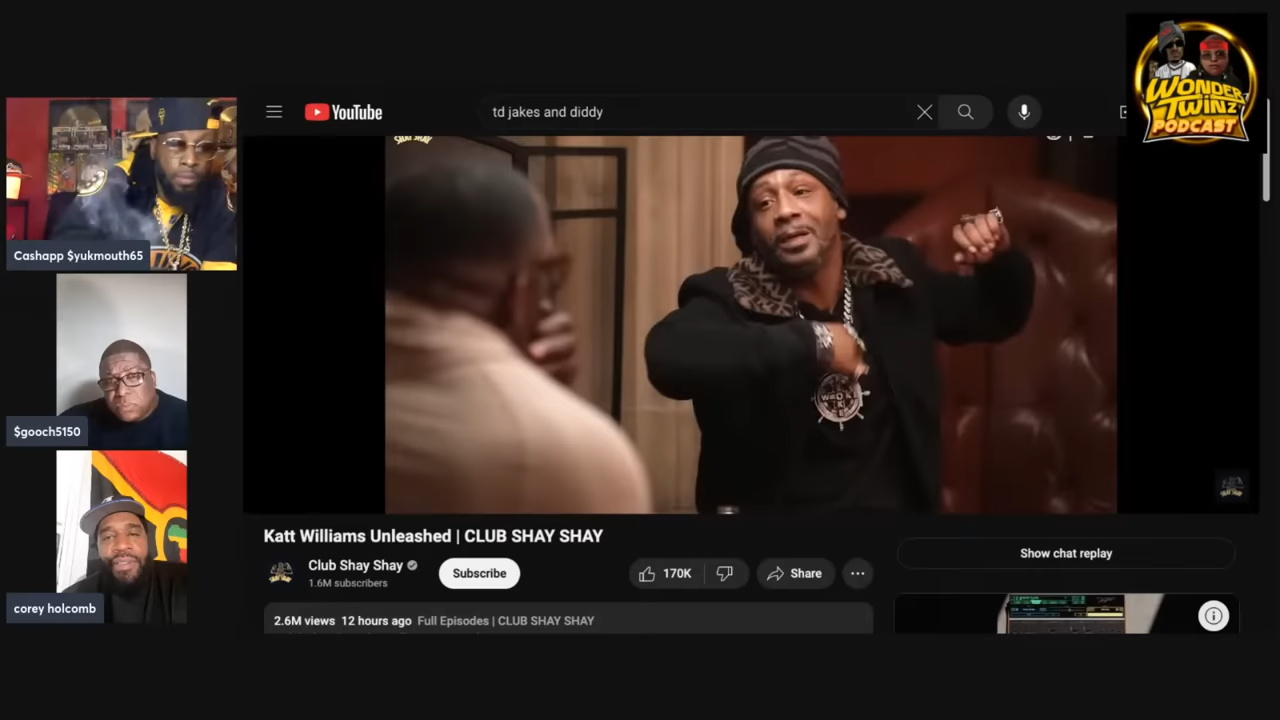 YouTube
td jakes and diddy
WONDER
TWINZ
PODCAST
SHAY SHAY
Cashapp $yukmouth65
$gooch5150
corey holcomb
Katt Williams Unleashed | CLUB SHAY SHAY
Club Shay Shay
1.6M subscribers
Subscribe
170K
Share
Show chat replay
2.6M views 12 hours ago Full Episodes | CLUB SHAY SHAY